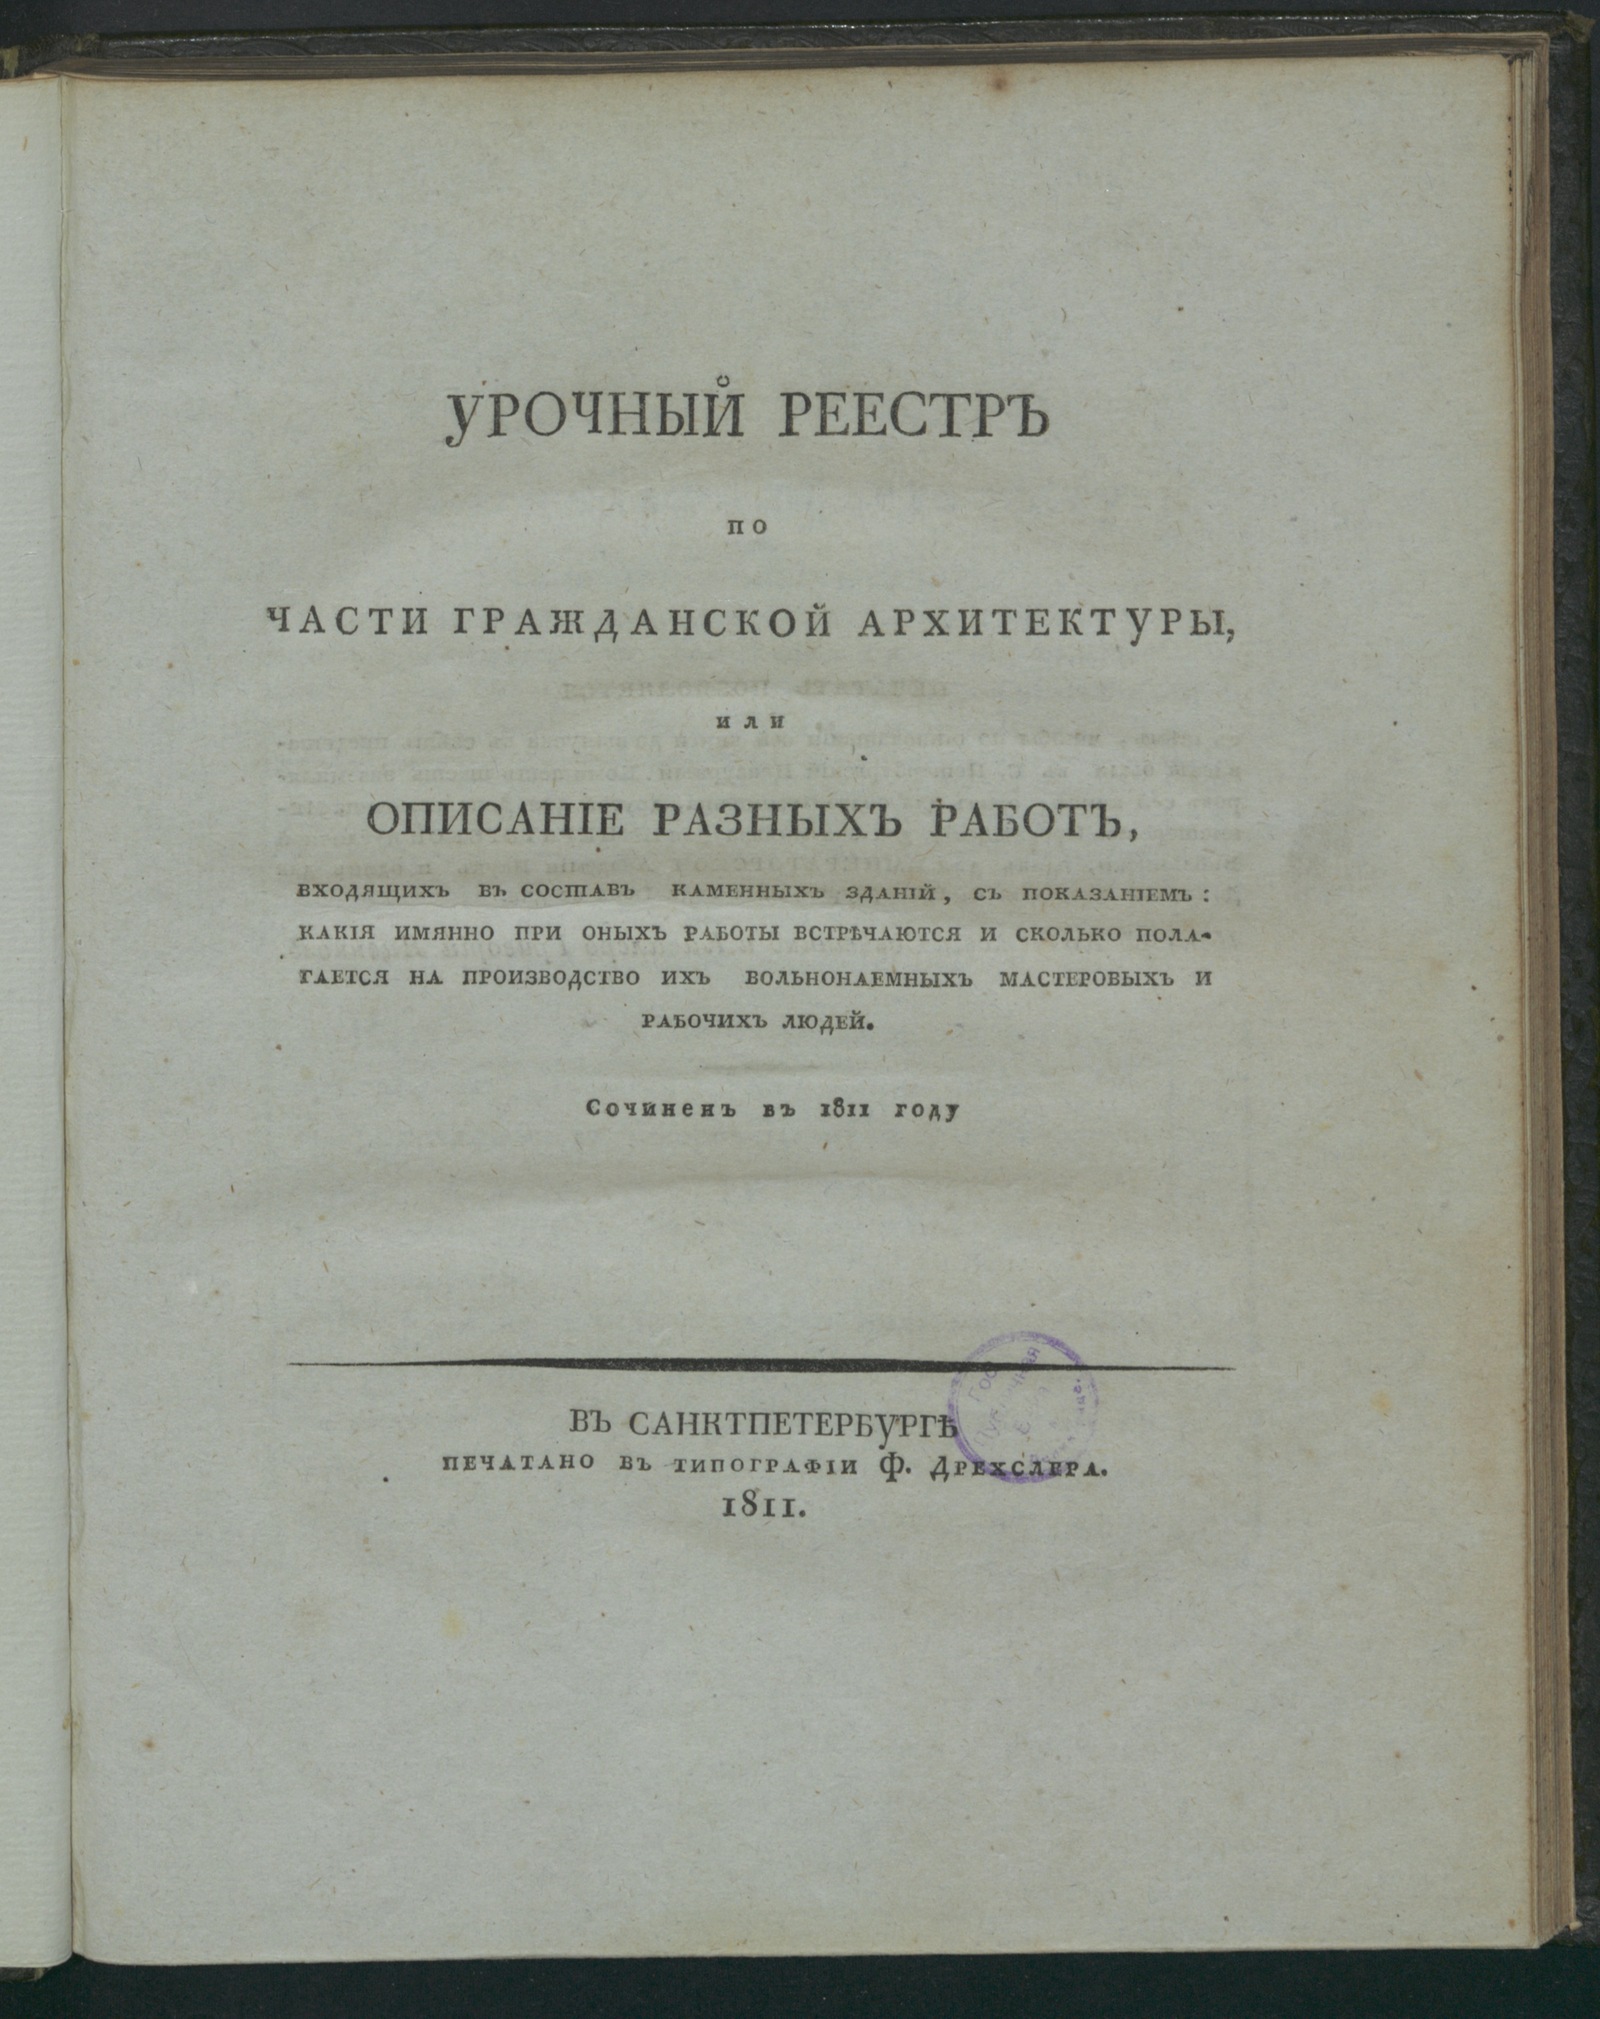 УРОЧНЫЙ РЕЕСТРЪ
ПО
ЧАСТИ ГРАЖДАНСКОЙ АРХИТЕКТУРЫ,
ИЛИ
ОПИСАНІЕ РАЗНЫХЪ РАБОТЪ,
ВХОДЯЩИХЪ ВЪ СОСТАВЪ КАМЕННЫХЪ ЗДАНІЙ, СЪ ПОКАЗАНІЕМЪ:
КАКІЯ ИМЯННО ПРИ ОНЫХЪ РАБОТЫ ВСТРѢЧАЮТСЯ И СКОЛЬКО ПОЛА-
ГАЕТСЯ НА ПРОИЗВОДСТВО ИХЪ ВОЛЬНОНАЕМНЫХЪ МАСТЕРОВЫХЪ И
РАБОЧИХЪ ЛЮДЕЙ.
Сочиненъ въ 1811 году
ВЪ САНКТПЕТЕРБУРГѢ
ПЕЧАТАНО ВЪ ТИПОГРАФІИ Ф. ДРЕХСЛЕРА.
1811.